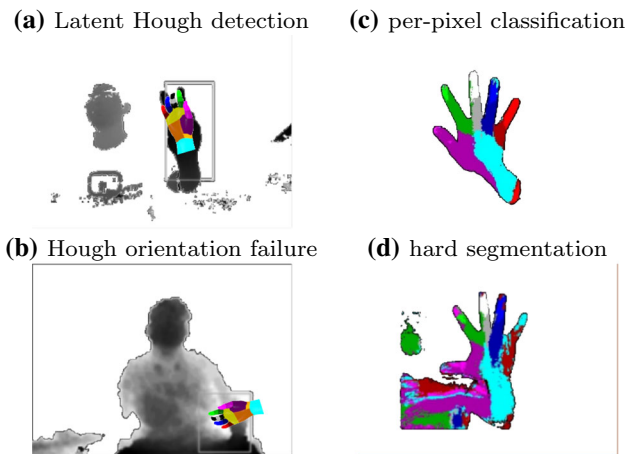 (a) Latent Hough detection
(c) per-pixel classification
(b) Hough orientation failure
(d) hard segmentation